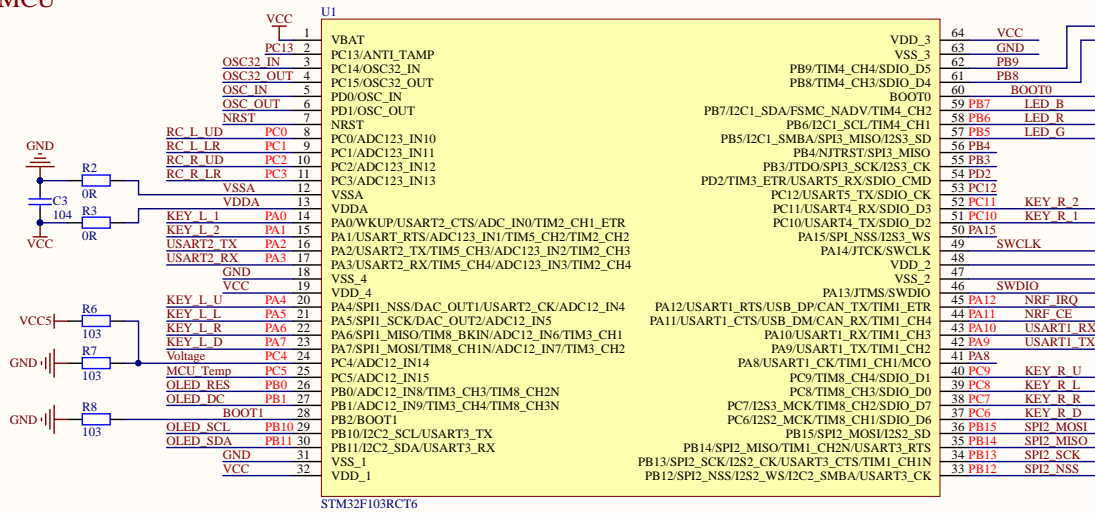 MCU
U1
VCC 1 VBAT
PC13 2 PC13/ANTI_TAMP
OSC32_IN 3 PC14/OSC32_IN
OSC32_OUT 4 PC15/OSC32_OUT
OSC_IN 5 PD0/OSC_IN
OSC_OUT 6 PD1/OSC_OUT
NRST 7 NRST
RC_L_UD PC0 8 PC0/ADC123_IN10
RC_L_LR PC1 9 PC1/ADC123_IN11
RC_R_UD PC2 10 PC2/ADC123_IN12
RC_R_LR PC3 11 PC3/ADC123_IN13
VSSA 12 VSSA
VDDA 13 VDDA
KEY_L_1 PA0 14 PA0/WKUP/USART2_CTS/ADC_IN0/TIM2_CH1_ETR
KEY_L_2 PA1 15 PA1/USART_RTS/ADC123_IN1/TIM5_CH2/TIM2_CH2
USART2_TX PA2 16 PA2/USART2_TX/TIM5_CH3/ADC123_IN2/TIM2_CH3
USART2_RX PA3 17 PA3/USART2_RX/TIM5_CH4/ADC123_IN3/TIM2_CH4
GND 18 VSS_4
VCC 19 VDD_4
KEY_L_U PA4 20 PA4/SPI1_NSS/DAC_OUT1/USART2_CK/ADC12_IN4
KEY_L_L PA5 21 PA5/SPI1_SCK/DAC_OUT2/ADC12_IN5
KEY_L_R PA6 22 PA6/SPI1_MISO/TIM8_BKIN/ADC12_IN6/TIM3_CH1
KEY_L_D PA7 23 PA7/SPI1_MOSI/TIM8_CH1N/ADC12_IN7/TIM3_CH2
Voltage PC4 24 PC4/ADC12_IN14
MCU_Temp PC5 25 PC5/ADC12_IN15
OLED_RES PB0 26 PB0/ADC12_IN8/TIM3_CH3/TIM8_CH2N
OLED_DC PB1 27 PB1/ADC12_IN9/TIM3_CH4/TIM8_CH3N
BOOT1 28 PB2/BOOT1
OLED_SCL PB10 29 PB10/I2C2_SCL/USART3_TX
OLED_SDA PB11 30 PB11/I2C2_SDA/USART3_RX
GND 31 VSS_1
VCC 32 VDD_1
GND
R2
0R
C3
104
R3
0R
VCC
VCC5
R6
103
GND
R7
103
GND
R8
103
VDD_3 64 VCC
VSS_3 63 GND
PB9/TIM4_CH4/SDIO_D5 62 PB9
PB8/TIM4_CH3/SDIO_D4 61 PB8
BOOT0 60 BOOT0
PB7/I2C1_SDA/FSMC_NADV/TIM4_CH2 59 PB7 LED_B
PB6/I2C1_SCL/TIM4_CH1 58 PB6 LED_R
PB5/I2C1_SMBA/SPI3_MISO/I2S3_SD 57 PB5 LED_G
PB4/NJTRST/SPI3_MISO 56 PB4
PB3/JTDO/SPI3_SCK/I2S3_CK 55 PB3
PD2/TIM3_ETR/USART5_RX/SDIO_CMD 54 PD2
PC12/USART5_TX/SDIO_CK 53 PC12
PC11/USART4_RX/SDIO_D3 52 PC11 KEY_R_2
PC10/USART4_TX/SDIO_D2 51 PC10 KEY_R_1
PA15/SPI_NSS/I2S3_WS 50 PA15
PA14/JTCK/SWCLK 49 SWCLK
VDD_2 48
VSS_2 47
PA13/JTMS/SWDIO 46 SWDIO
PA12/USART1_RTS/USB_DP/CAN_TX/TIM1_ETR 45 PA12 NRF_IRQ
PA11/USART1_CTS/USB_DM/CAN_RX/TIM1_CH4 44 PA11 NRF_CE
PA10/USART1_RX/TIM1_CH3 43 PA10 USART1_RX
PA9/USART1_TX/TIM1_CH2 42 PA9 USART1_TX
PA8/USART1_CK/TIM1_CH1/MCO 41 PA8
PC9/TIM8_CH4/SDIO_D1 40 PC9 KEY_R_U
PC8/TIM8_CH3/SDIO_D0 39 PC8 KEY_R_L
PC7/I2S3_MCK/TIM8_CH2/SDIO_D7 38 PC7 KEY_R_R
PC6/I2S2_MCK/TIM8_CH1/SDIO_D6 37 PC6 KEY_R_D
PB15/SPI2_MOSI/I2S2_SD 36 PB15 SPI2_MOSI
PB14/SPI2_MISO/TIM1_CH2N/USART3_RTS 35 PB14 SPI2_MISO
PB13/SPI2_SCK/I2S2_CK/USART3_CTS/TIM1_CH1N 34 PB13 SPI2_SCK
PB12/SPI2_NSS/I2S2_WS/I2C2_SMBA/USART3_CK 33 PB12 SPI2_NSS
STM32F103RCT6